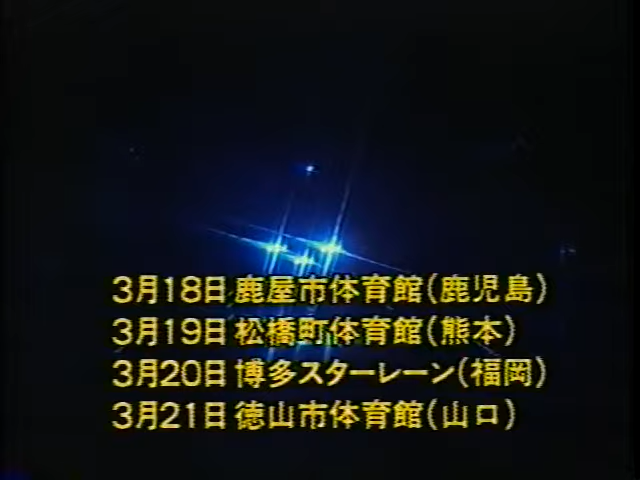 3月18日 鹿屋市体育館(鹿児島)
3月19日 松橋町体育館(熊本)
3月20日 博多スターレーン(福岡)
3月21日 徳山市体育館(山口)